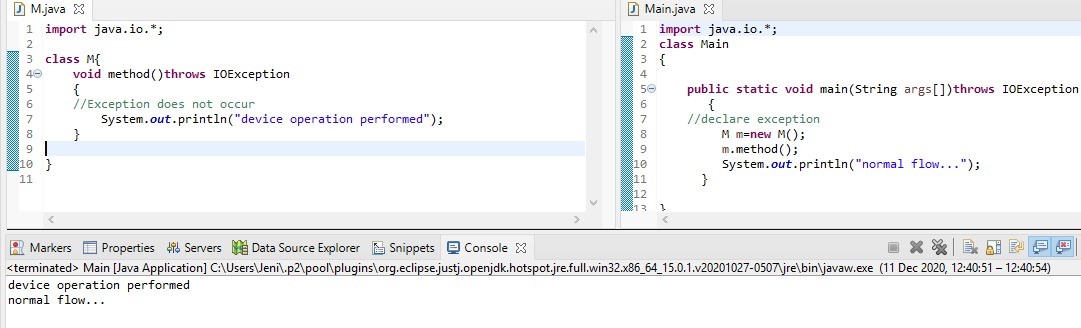 M.java
1 import java.io.*;
2
3 class M{
4 void method()throws IOException
5 {
6 //Exception does not occur
7 System.out.println("device operation performed");
8 }
9
10 }
11
Main.java
1 import java.io.*;
2 class Main
3 {
4
5 public static void main(String args[])throws IOException
6 {
7 //declare exception
8 M m=new M();
9 m.method();
10 System.out.println("normal flow...");
11 }
12
13 }
Markers Properties Servers Data Source Explorer Snippets Console
<terminated> Main [Java Application] C:\Users\Jeni\.p2\pool\plugins\org.eclipse.justj.openjdk.hotspot.jre.full.win32.x86_64_15.0.1.v20201027-0507\jre\bin\javaw.exe (11 Dec 2020, 12:40:51 – 12:40:54)
device operation performed
normal flow...